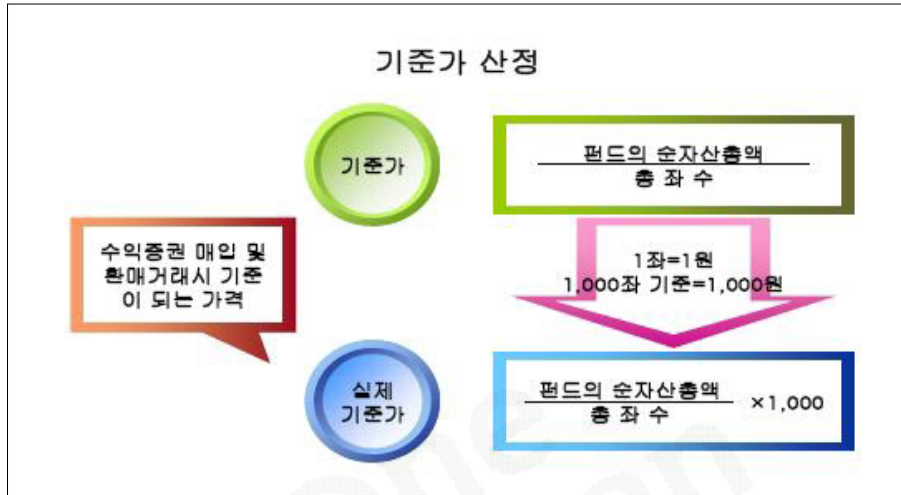 기준가 산정
기준가
펀드의 순자산총액
총 좌 수
수익증권 매입 및
환매거래시 기준
이 되는 가격
1좌=1원
1,000좌 기준=1,000원
실제
기준가
펀드의 순자산총액
총 좌 수
×1,000